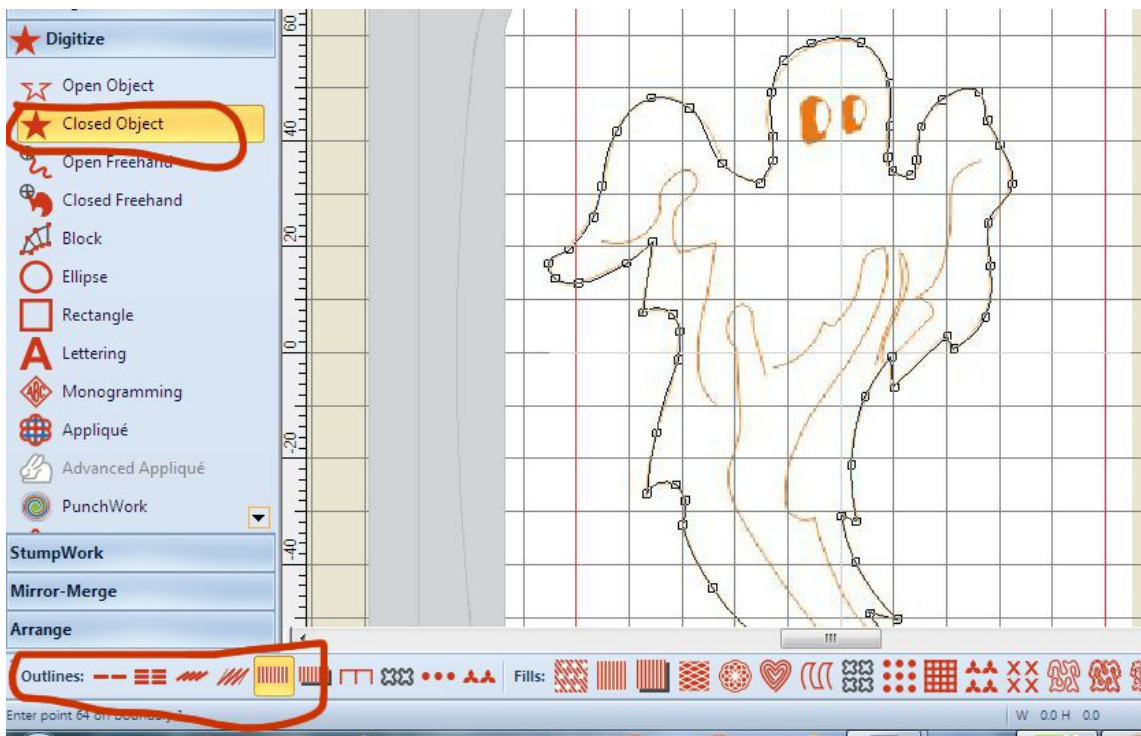 Digitize
Open Object
Closed Object
Open Freehand
Closed Freehand
Block
Ellipse
Rectangle
A Lettering
ABC Monogramming
Appliqué
Advanced Appliqué
PunchWork
StumpWork
Mirror-Merge
Arrange
60
40
20
0
-20
-40
Outlines:
Fills:
Enter point 64 on boundary 1
W 0.0 H 0.0